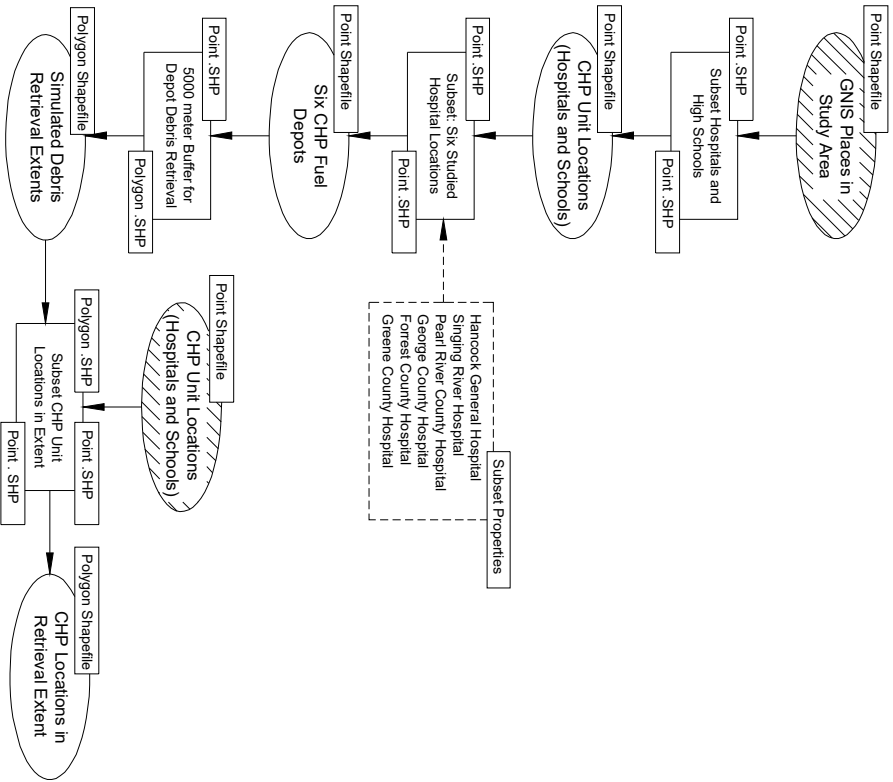 Point Shapefile
GNIS Places in
Study Area
Point .SHP
Subset Hospitals and
High Schools
Point .SHP
Point Shapefile
CHP Unit Locations
(Hospitals and Schools)
Point .SHP
Subset: Six Studied
Hospital Locations
Point .SHP
Subset Properties
Hancock General Hospital
Singing River Hospital
Pearl River County Hospital
George County Hospital
Forrest County Hospital
Greene County Hospital
Point Shapefile
Six CHP Fuel
Depots
Point .SHP
5000 meter Buffer for
Depot Debris Retrieval
Polygon .SHP
Polygon Shapefile
Simulated Debris
Retrieval Extents
Point Shapefile
CHP Unit Locations
(Hospitals and Schools)
Polygon .SHP
Point .SHP
Subset CHP Unit
Locations in Extent
Point . SHP
Polygon Shapefile
CHP Locations in
Retrieval Extent